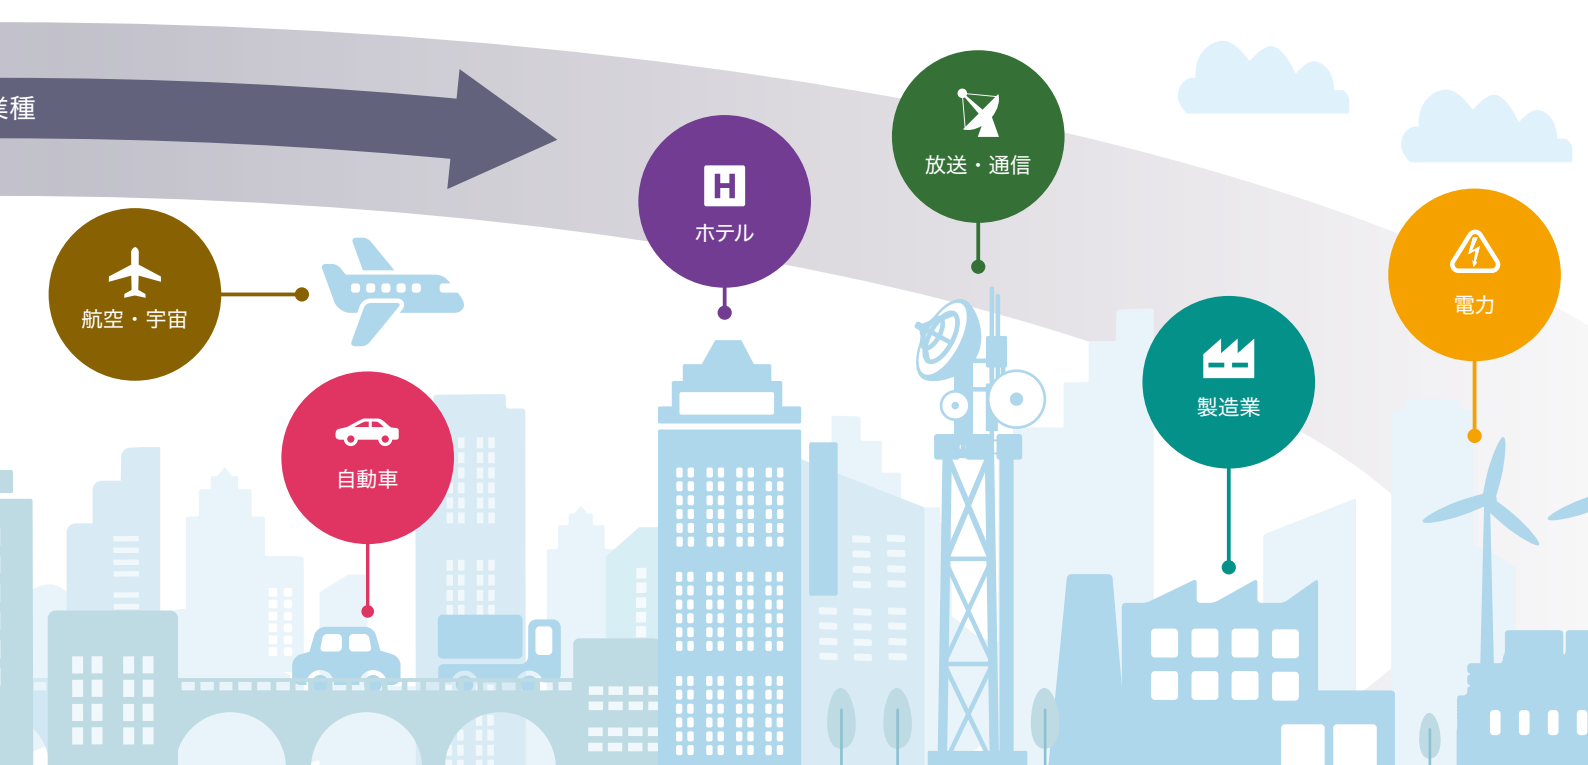 業種
放送・通信
ホテル
電力
航空・宇宙
製造業
自動車